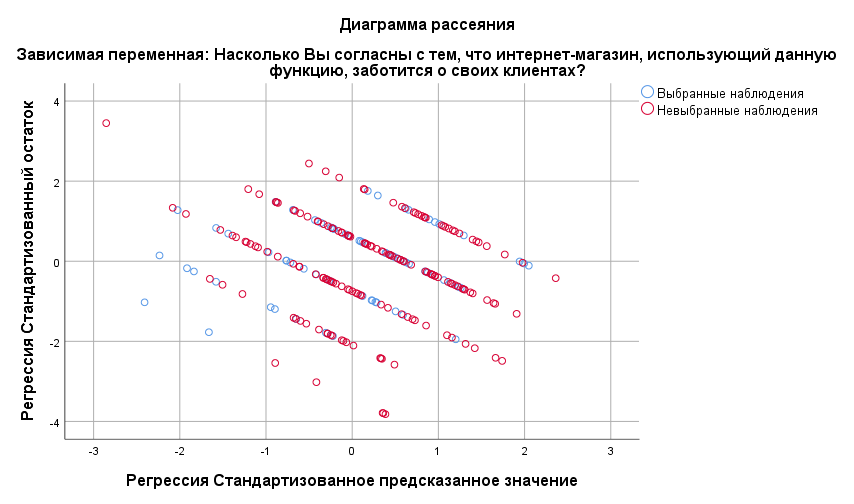 Диаграмма рассеяния
Зависимая переменная: Насколько Вы согласны с тем, что интернет-магазин, использующий данную
функцию, заботится о своих клиентах?
Выбранные наблюдения
Невыбранные наблюдения
Регрессия Стандартизованный остаток
4
2
0
-2
-4
-3
-2
-1
0
1
2
3
Регрессия Стандартизованное предсказанное значение